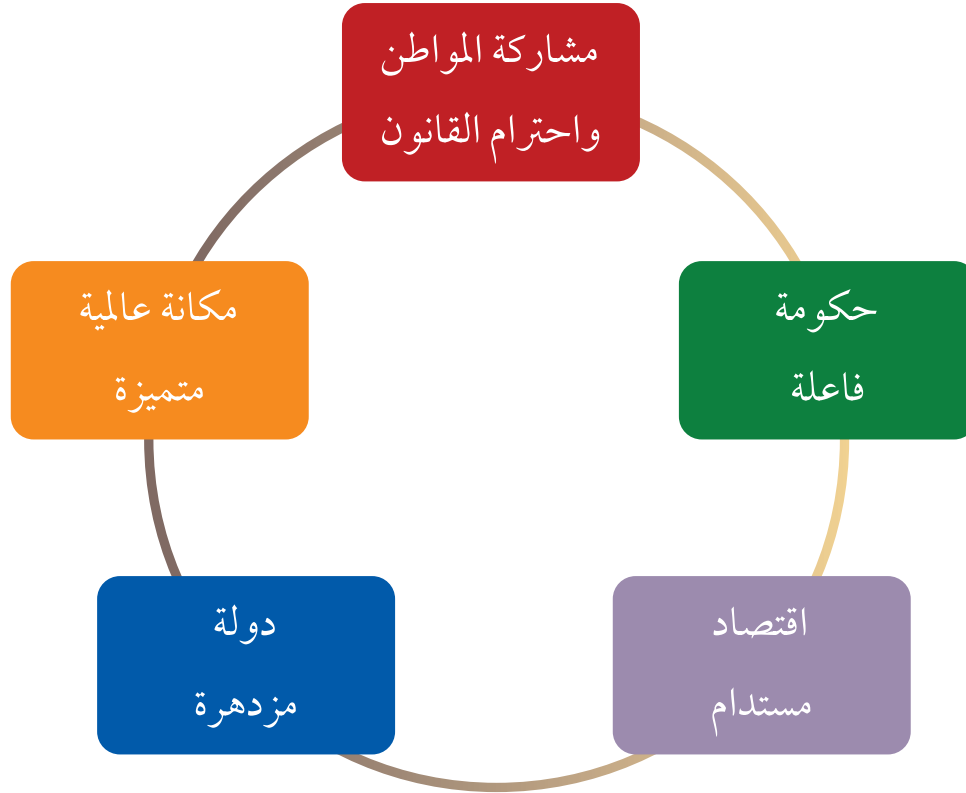 مشاركة المواطن
واحترام القانون
حكومة
فاعلة
اقتصاد
مستدام
دولة
مزدهرة
مكانة عالمية
متميزة